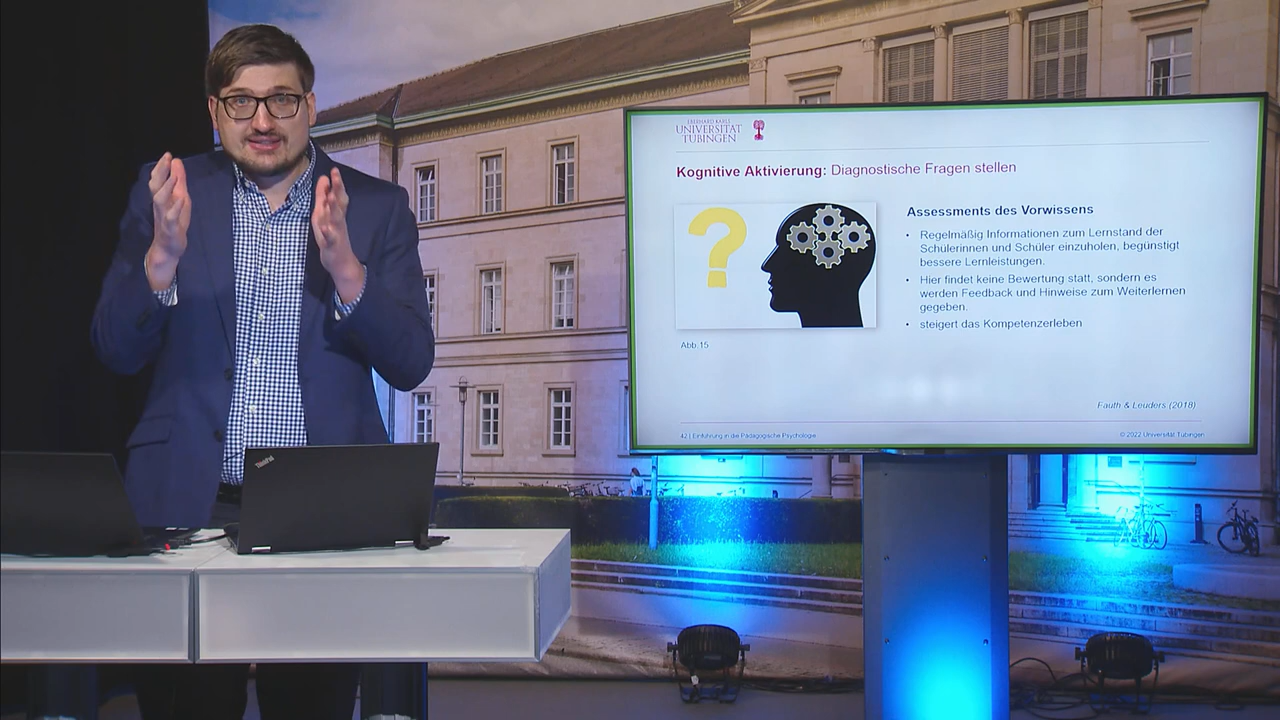 EBERHARD KARLS
UNIVERSITÄT
TÜBINGEN
Kognitive Aktivierung: Diagnostische Fragen stellen
Assessments des Vorwissens
• Regelmäßig Informationen zum Lernstand der
Schülerinnen und Schüler einzuholen, begünstigt
bessere Lernleistungen.
• Hier findet keine Bewertung statt, sondern es
werden Feedback und Hinweise zum Weiterlernen
gegeben.
• steigert das Kompetenzerleben
?
Abb.15
Fauth & Leuders (2018)
42 | Einführung in die Pädagogische Psychologie
© 2022 Universität Tübingen
ThinkPad